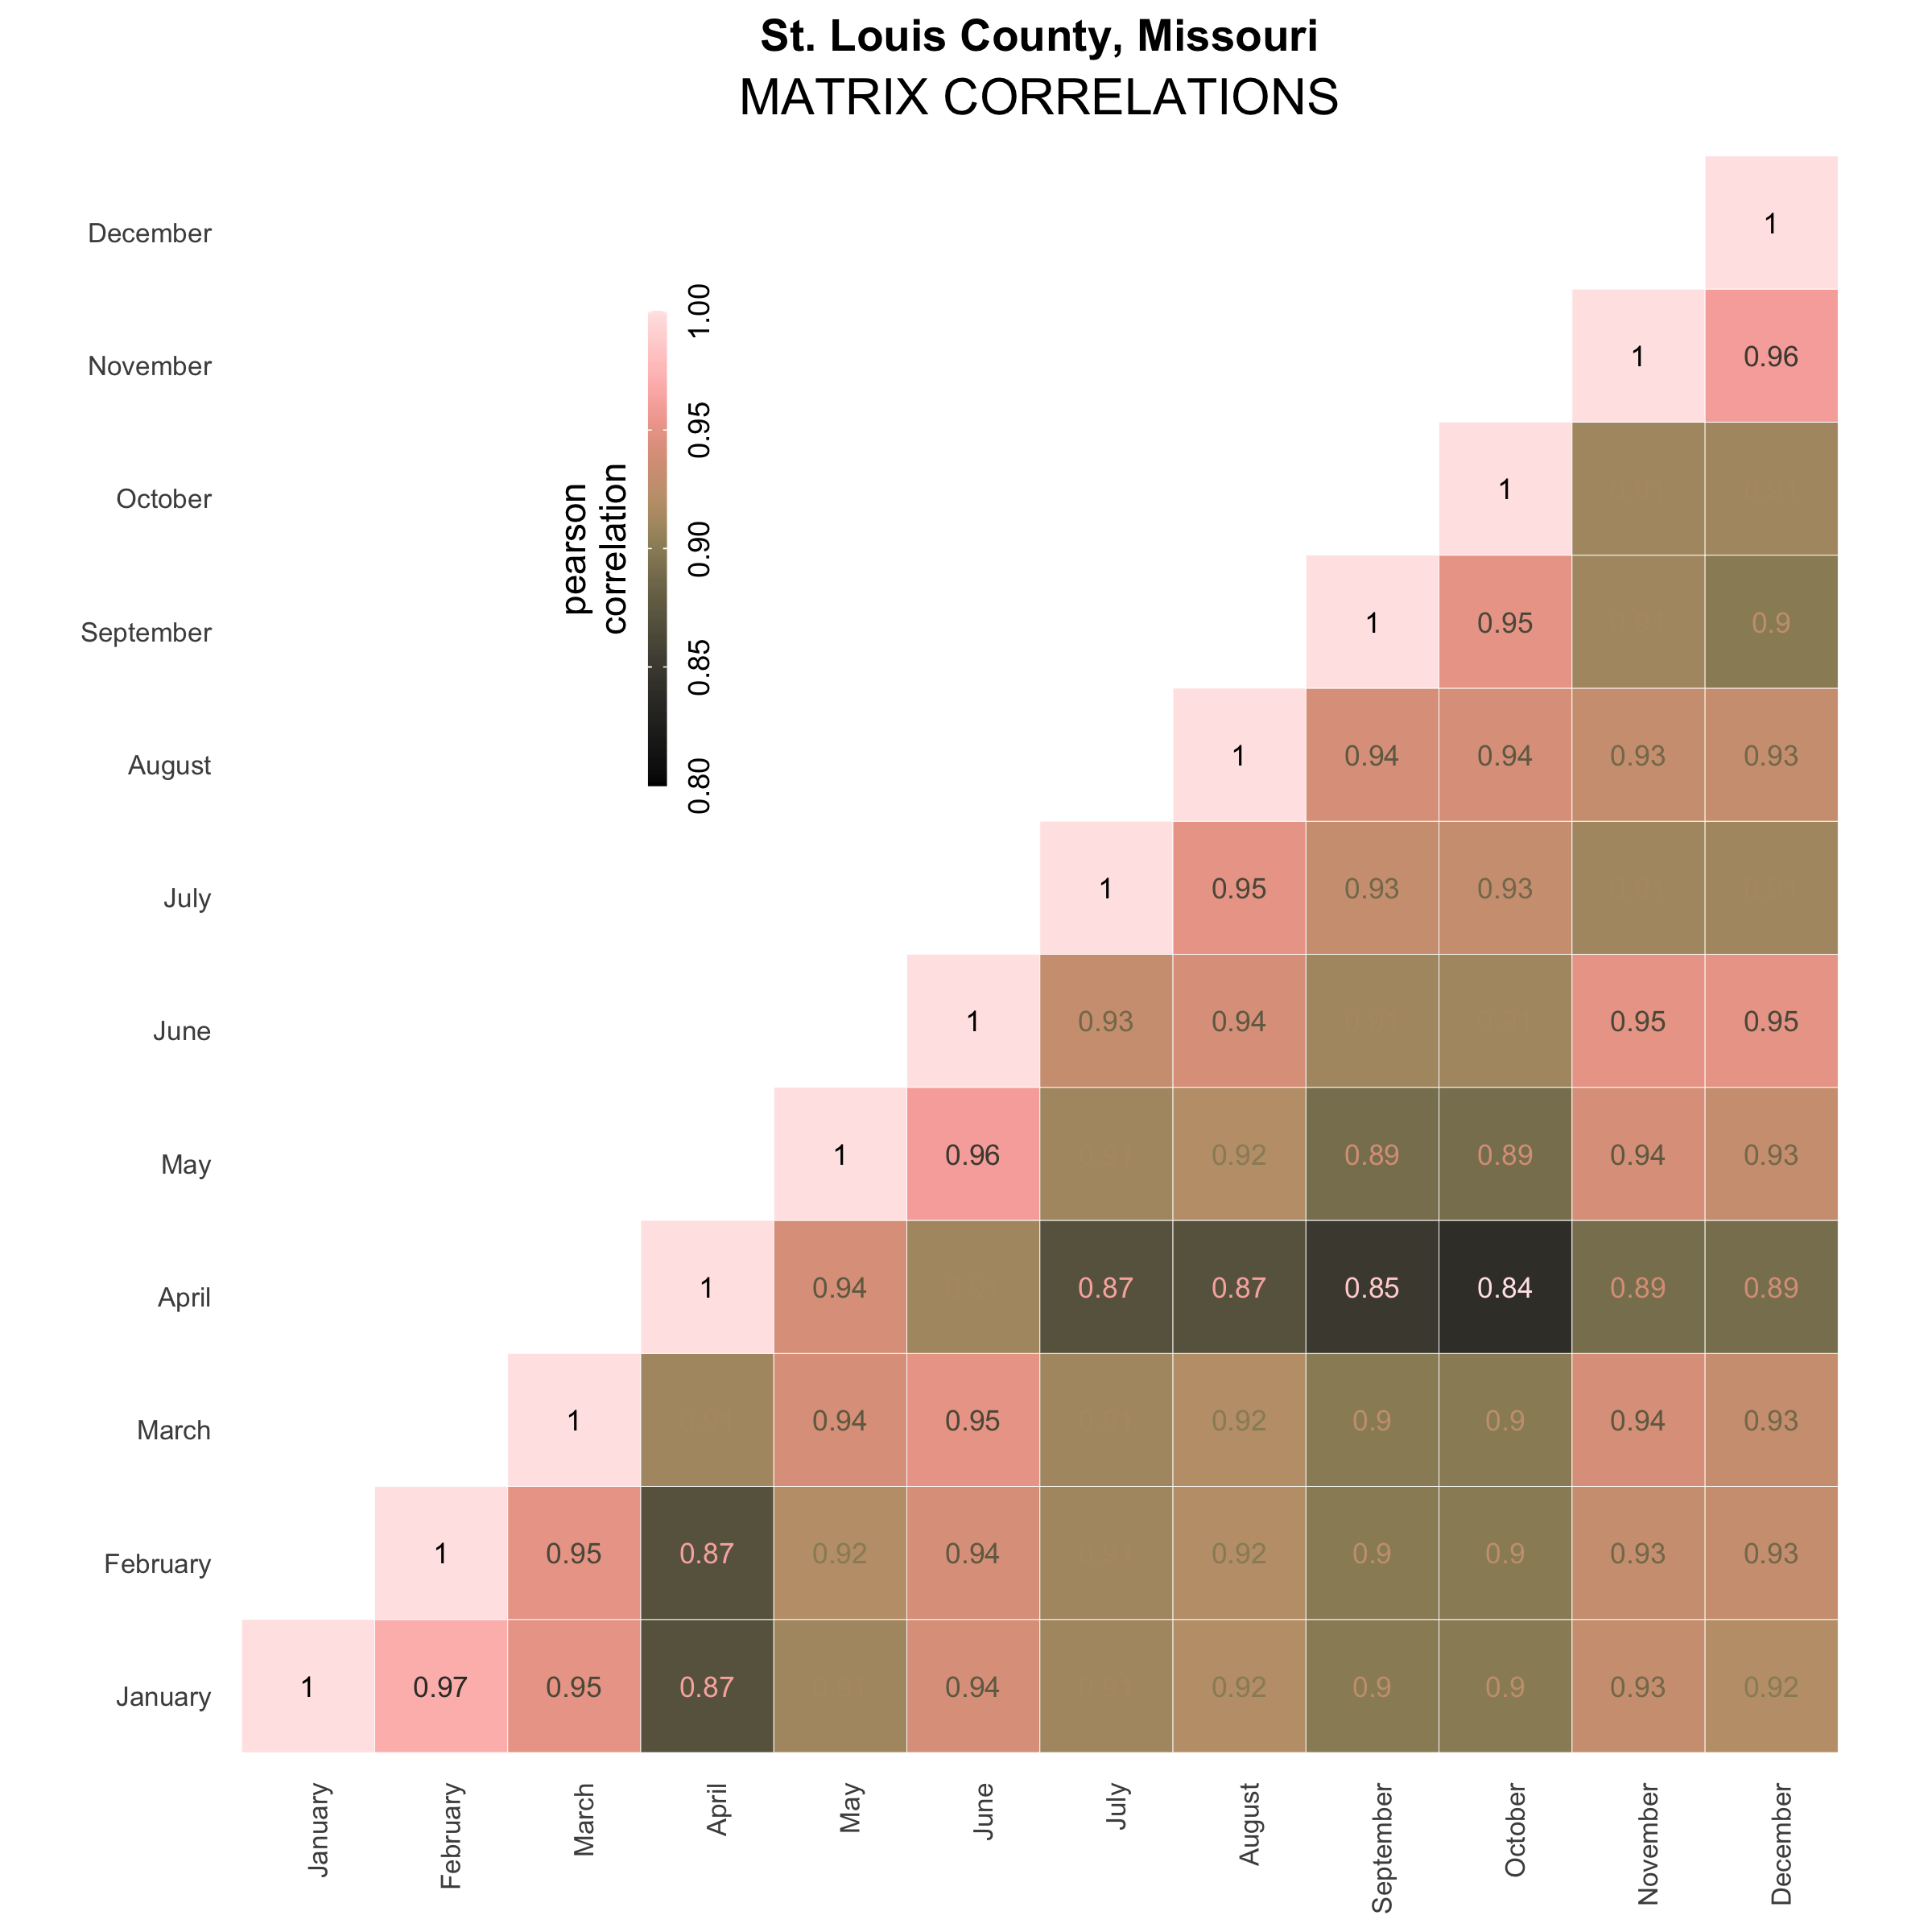 St. Louis County, Missouri
MATRIX CORRELATIONS
December 1
November 1 0.96
October 1
September 1 0.95 0.9
August 1 0.94 0.94 0.93 0.93
July 1 0.95 0.93 0.93
June 1 0.93 0.94 0.95 0.95
May 1 0.96 0.92 0.89 0.89 0.94 0.93
April 1 0.94 0.87 0.87 0.85 0.84 0.89 0.89
March 1 0.94 0.95 0.92 0.9 0.9 0.94 0.93
February 1 0.95 0.87 0.92 0.94 0.92 0.9 0.9 0.93 0.93
January 1 0.97 0.95 0.87 0.94 0.92 0.9 0.9 0.93 0.92
January February March April May June July August September October November December
pearson
correlation
0.80 0.85 0.90 0.95 1.00